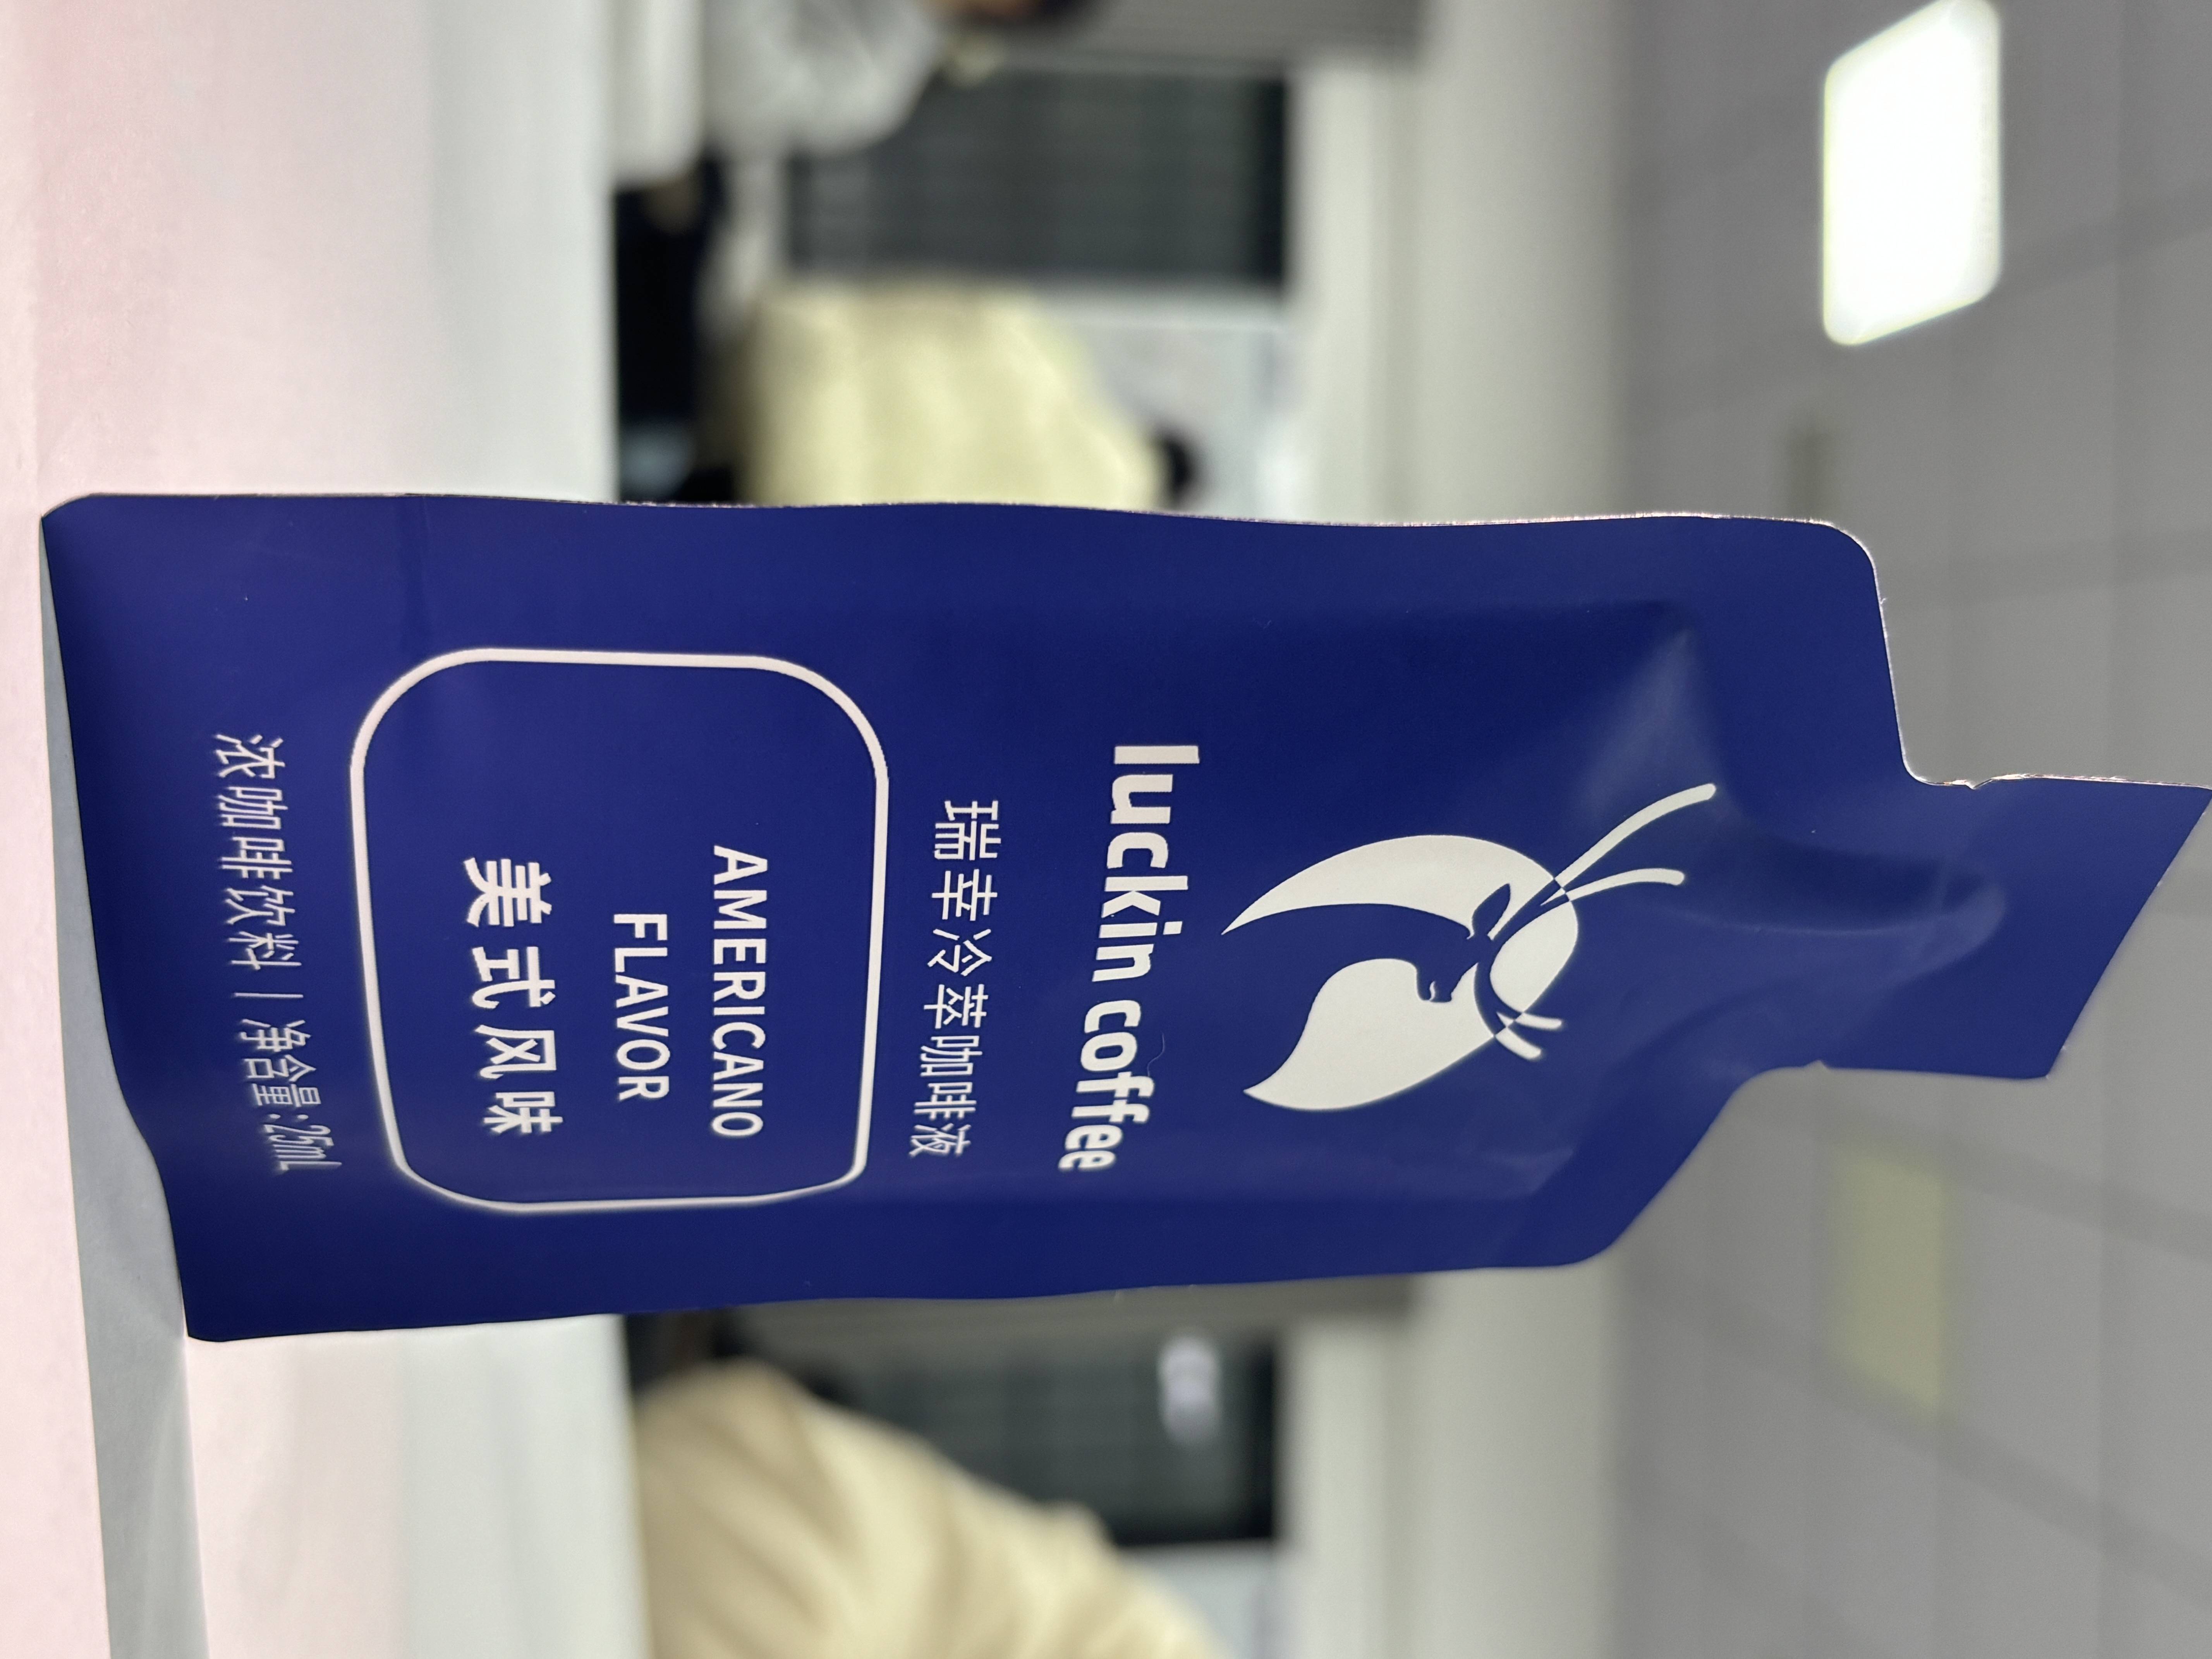 luckin coffee
瑞幸冷萃咖啡液
AMERICANO
FLAVOR
美式风味
浓咖啡饮料 | 净含量:25mL